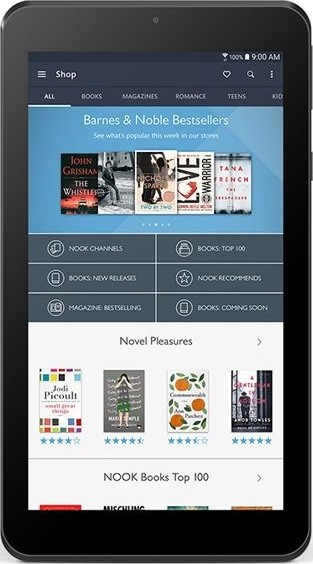 100% 9:00 AM
Shop
ALL BOOKS MAGAZINES ROMANCE TEENS KID
Barnes & Noble Bestsellers
See what's popular this week in our stores
JOHN GRISHAM THE WHISTLER
NICHOLAS SPARKS TWO BY TWO
LOVE WARRIOR
TANA FRENCH THE TRESPASSER
NOOK CHANNELS
BOOKS: TOP 100
BOOKS: NEW RELEASES
NOOK RECOMMENDS
MAGAZINE: BESTSELLING
BOOKS: COMING SOON
Novel Pleasures
Jodi Picoult small great things
MARIA SEMPLE
Commonwealth Ann Patchett
A GENTLEMAN MOSCOW AMOR TOWLES
NOOK Books Top 100
MISCHLING